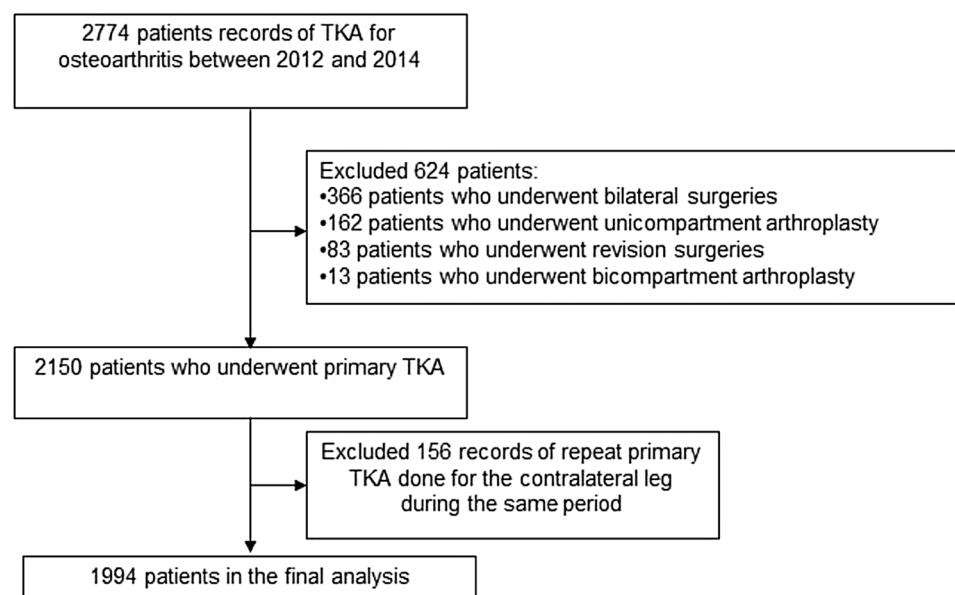 2774 patients records of TKA for
osteoarthritis between 2012 and 2014
Excluded 624 patients:
•366 patients who underwent bilateral surgeries
•162 patients who underwent unicompartment arthroplasty
•83 patients who underwent revision surgeries
•13 patients who underwent bicompartment arthroplasty
2150 patients who underwent primary TKA
Excluded 156 records of repeat primary
TKA done for the contralateral leg
during the same period
1994 patients in the final analysis